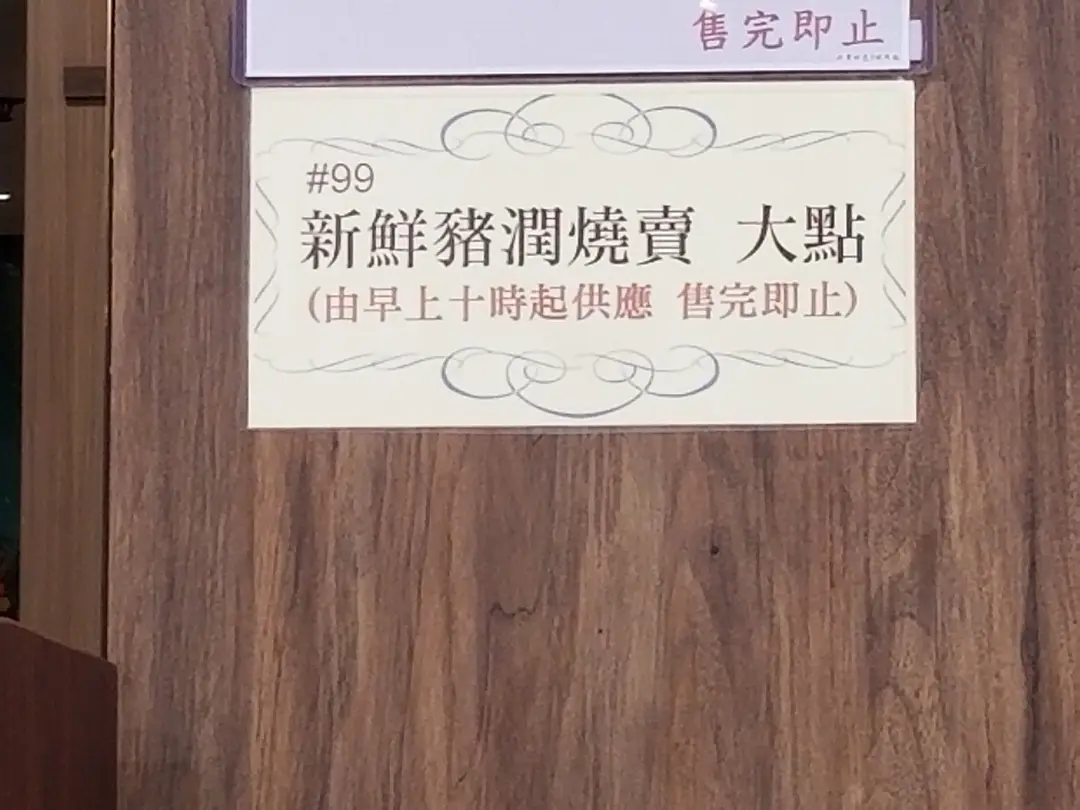 售完即止
#99
新鮮豬潤燒賣 大點
(由早上十時起供應 售完即止)